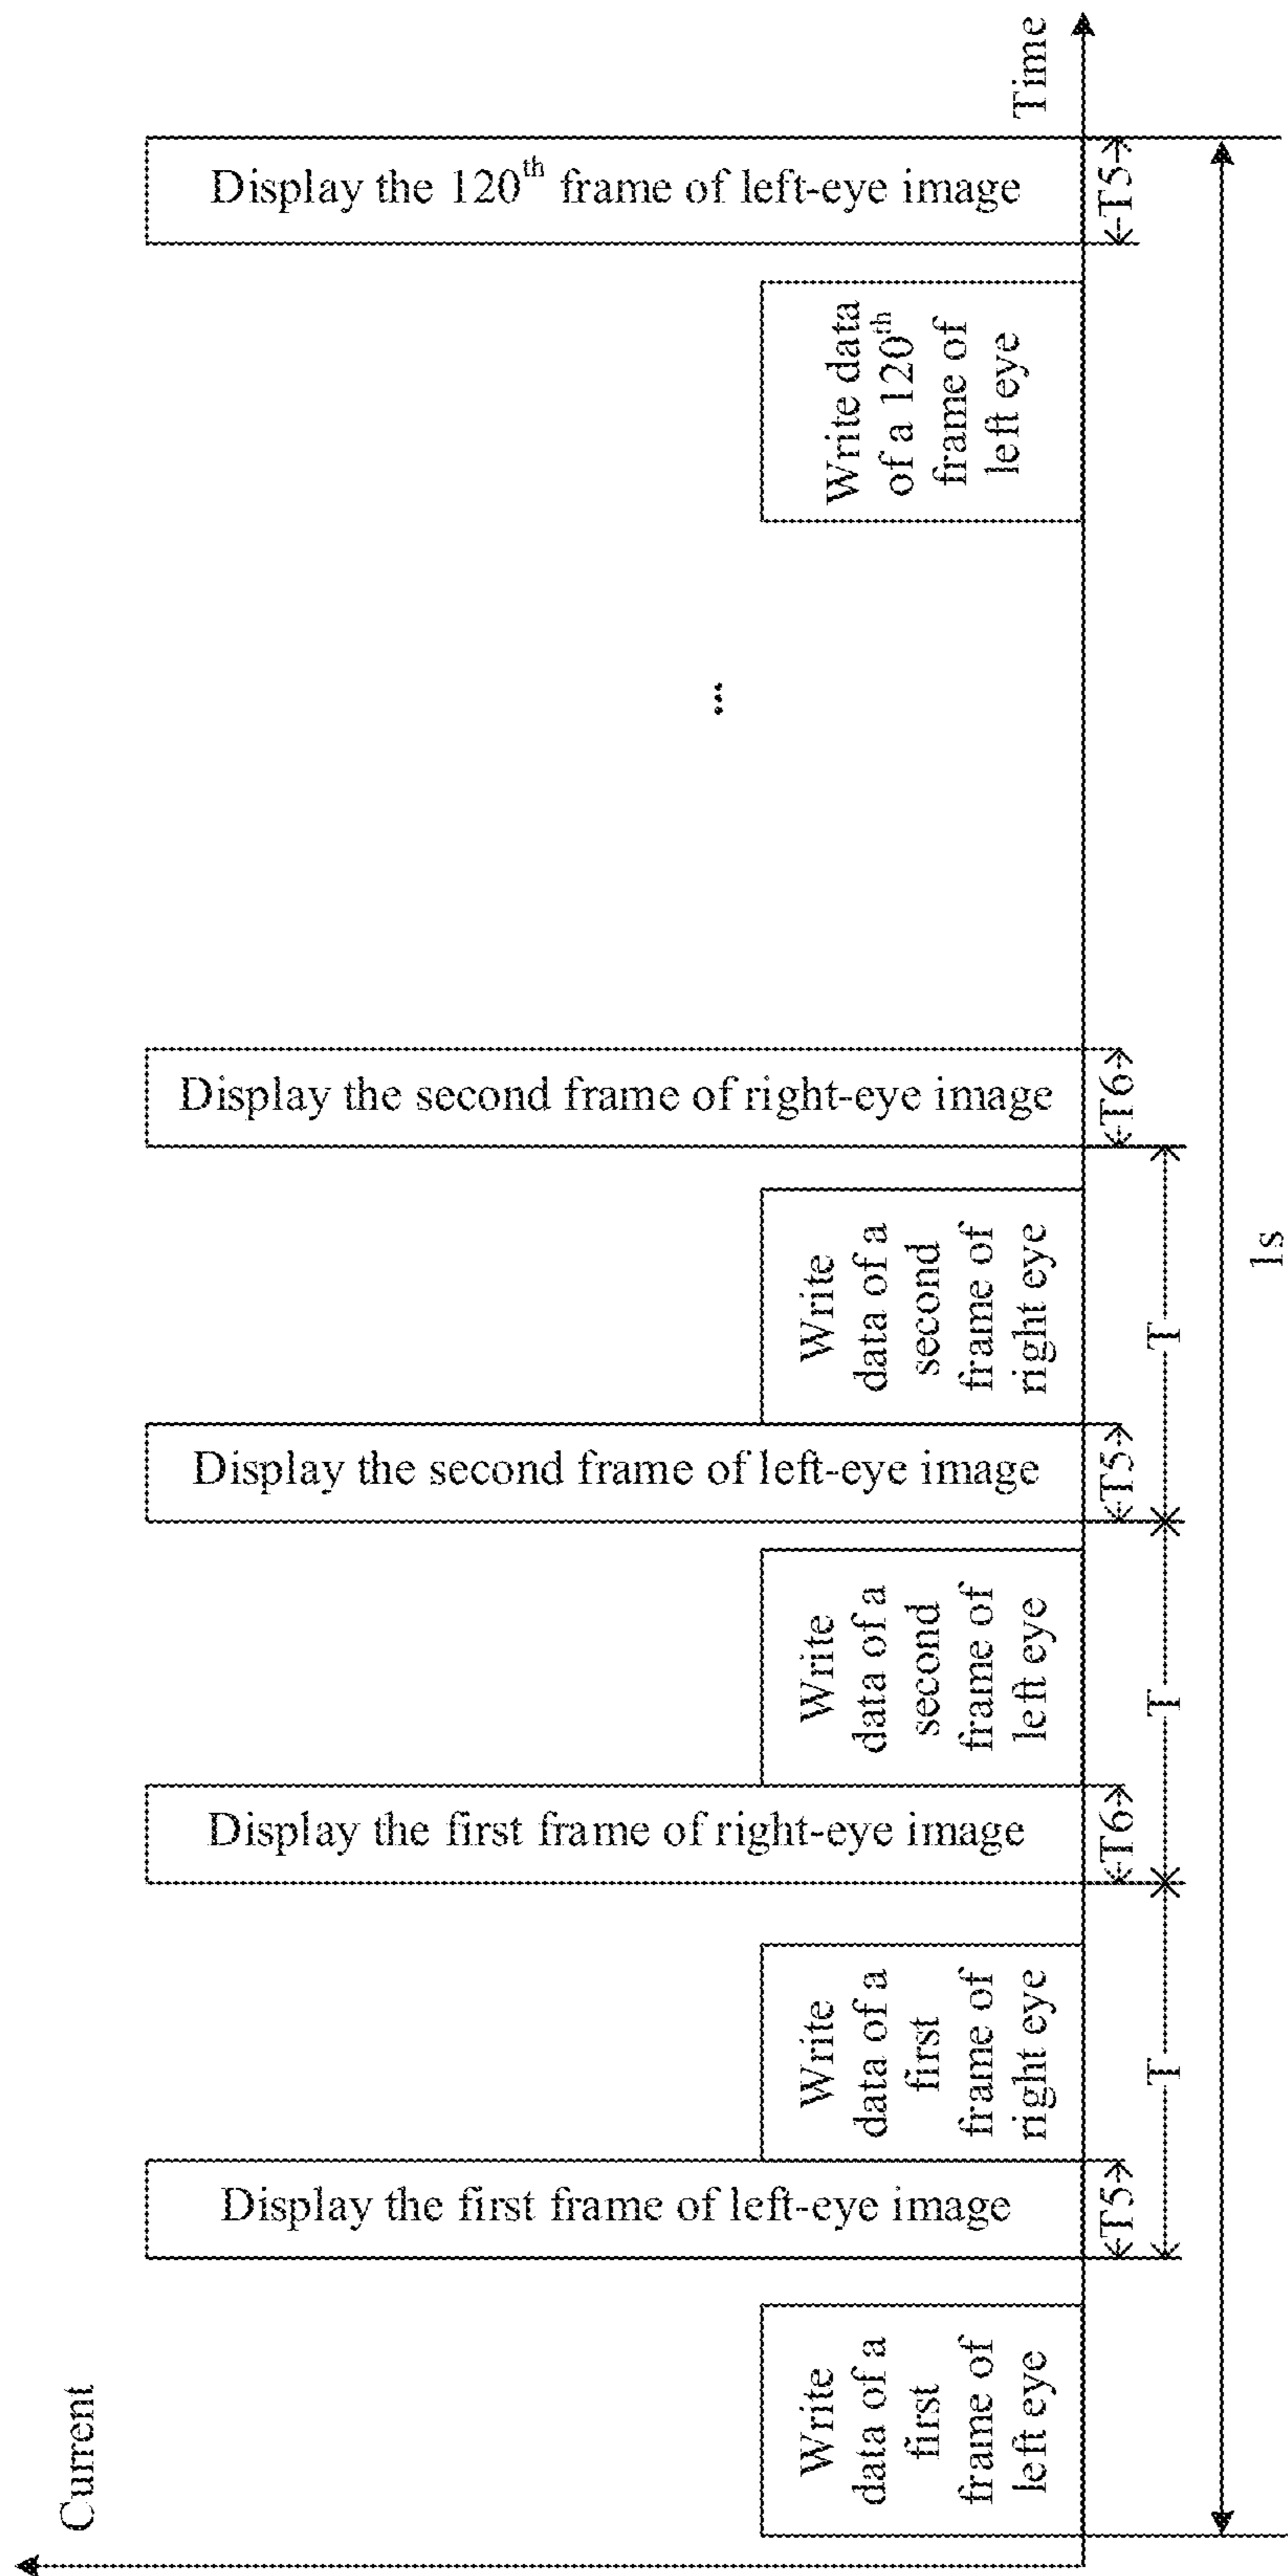 Current
Write
data of a
first
frame of
left eye
Display the first frame of left-eye image
T5
T
Write
data of a
first
frame of
right eye
Display the first frame of right-eye image
T6
T
Write
data of a
second
frame of
left eye
Display the second frame of left-eye image
T5
T
Write
data of a
second
frame of
right eye
Display the second frame of right-eye image
T6
...
Write data
of a 120th
frame of
left eye
Display the 120th frame of left-eye image
T5
Time
1s